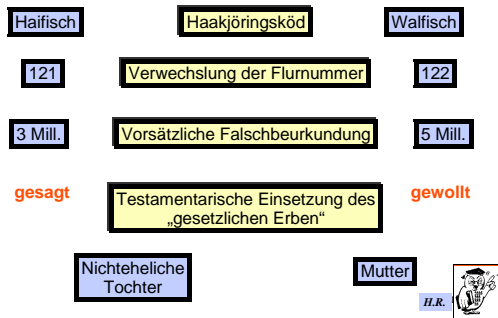 Haifisch Haakjöringsköd Walfisch
121 Verwechslung der Flurnummer 122
3 Mill. Vorsätzliche Falschbeurkundung 5 Mill.
gesagt gewollt
Testamentarische Einsetzung des
„gesetzlichen Erben“
Nichteheliche
Tochter
Mutter
H.R.